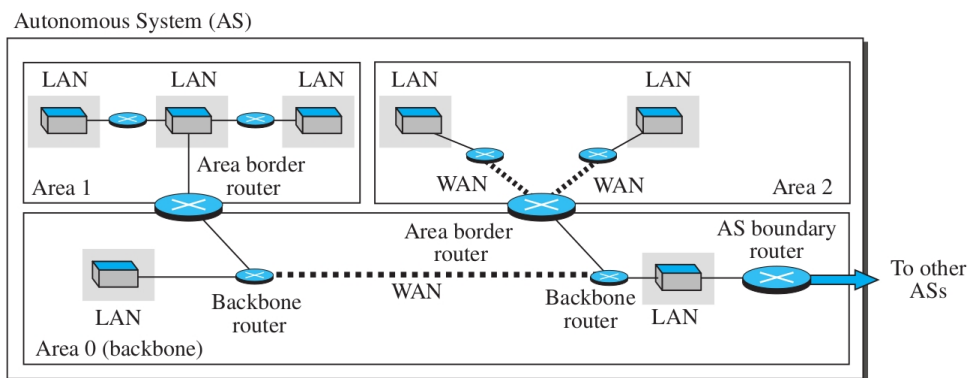 Autonomous System (AS)
LAN
LAN
LAN
Area border
router
Area 1
LAN
LAN
WAN
WAN
Area 2
Area border
router
AS boundary
router
To other
ASs
LAN
Backbone
router
WAN
Backbone
router
LAN
Area 0 (backbone)